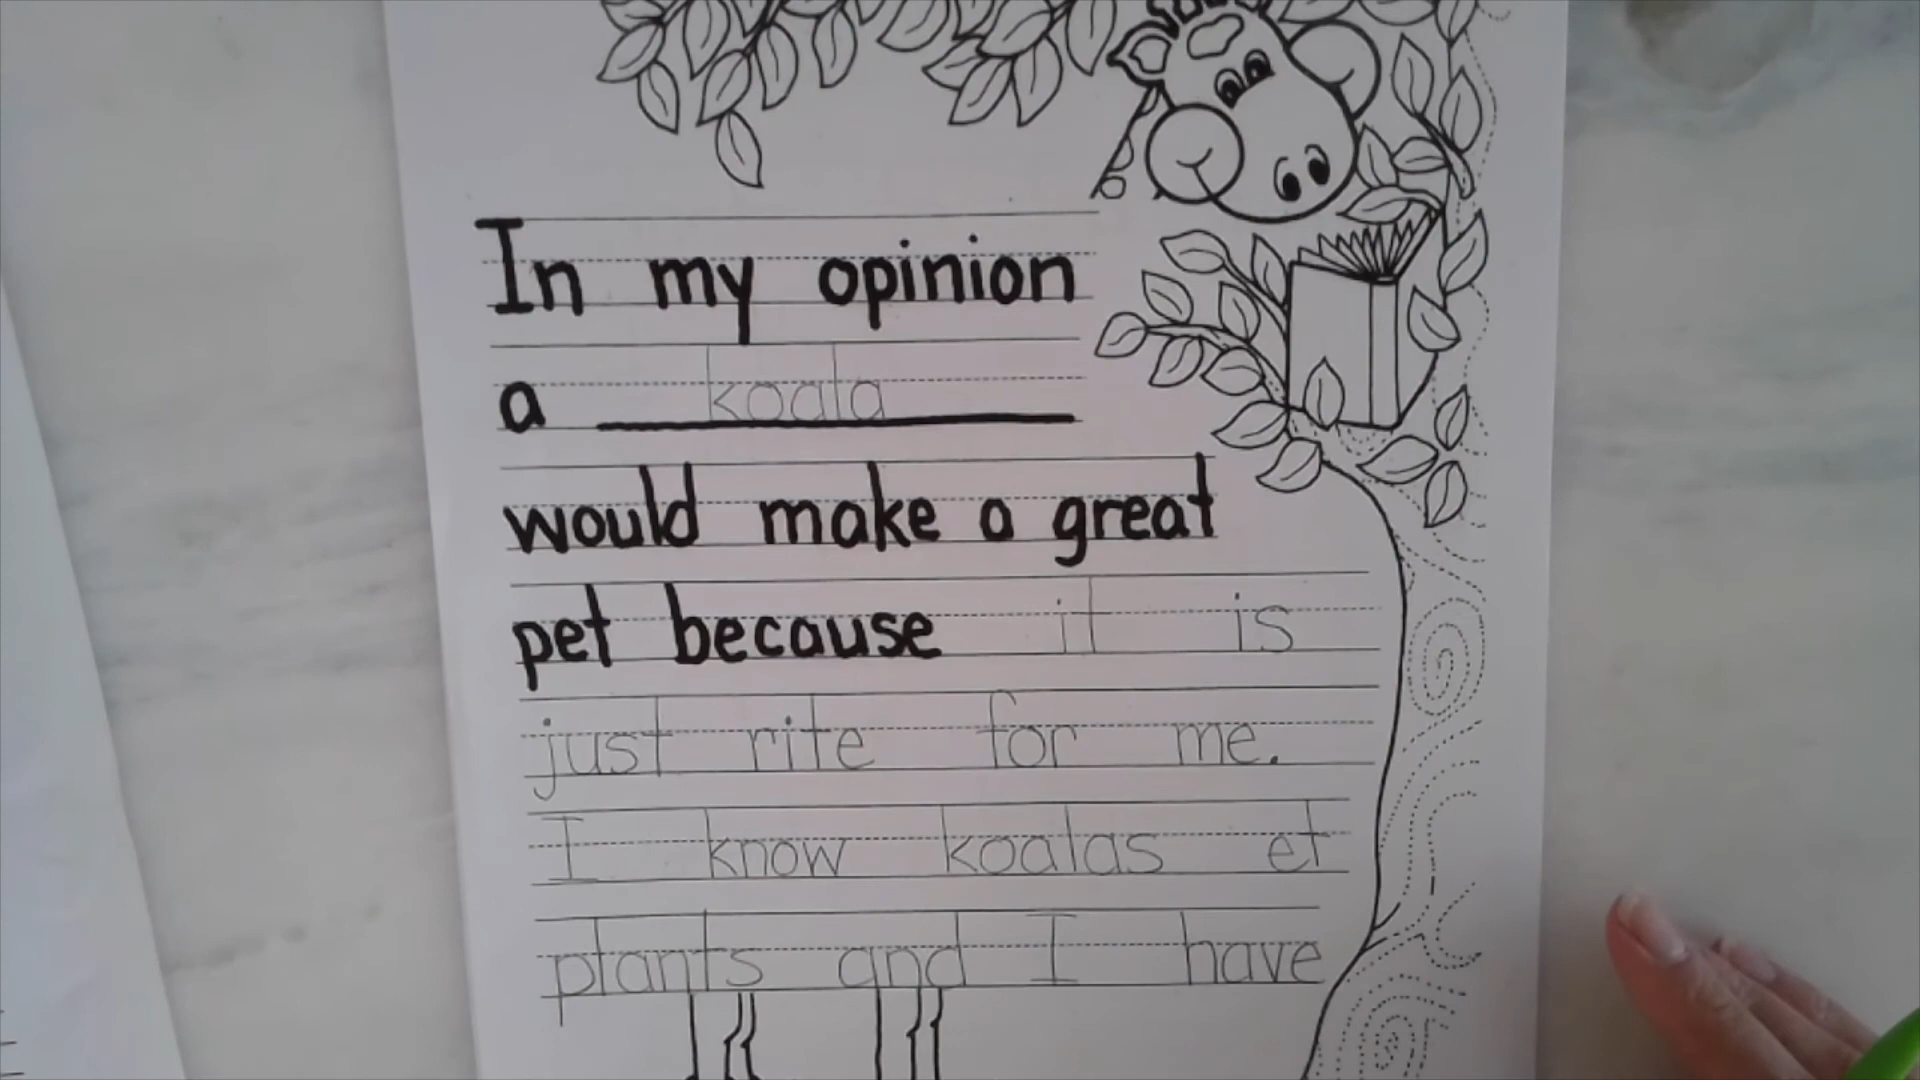 In my opinion
a koala
would make a great
pet because it is
just rite for me.
I know koalas et
plants and I have